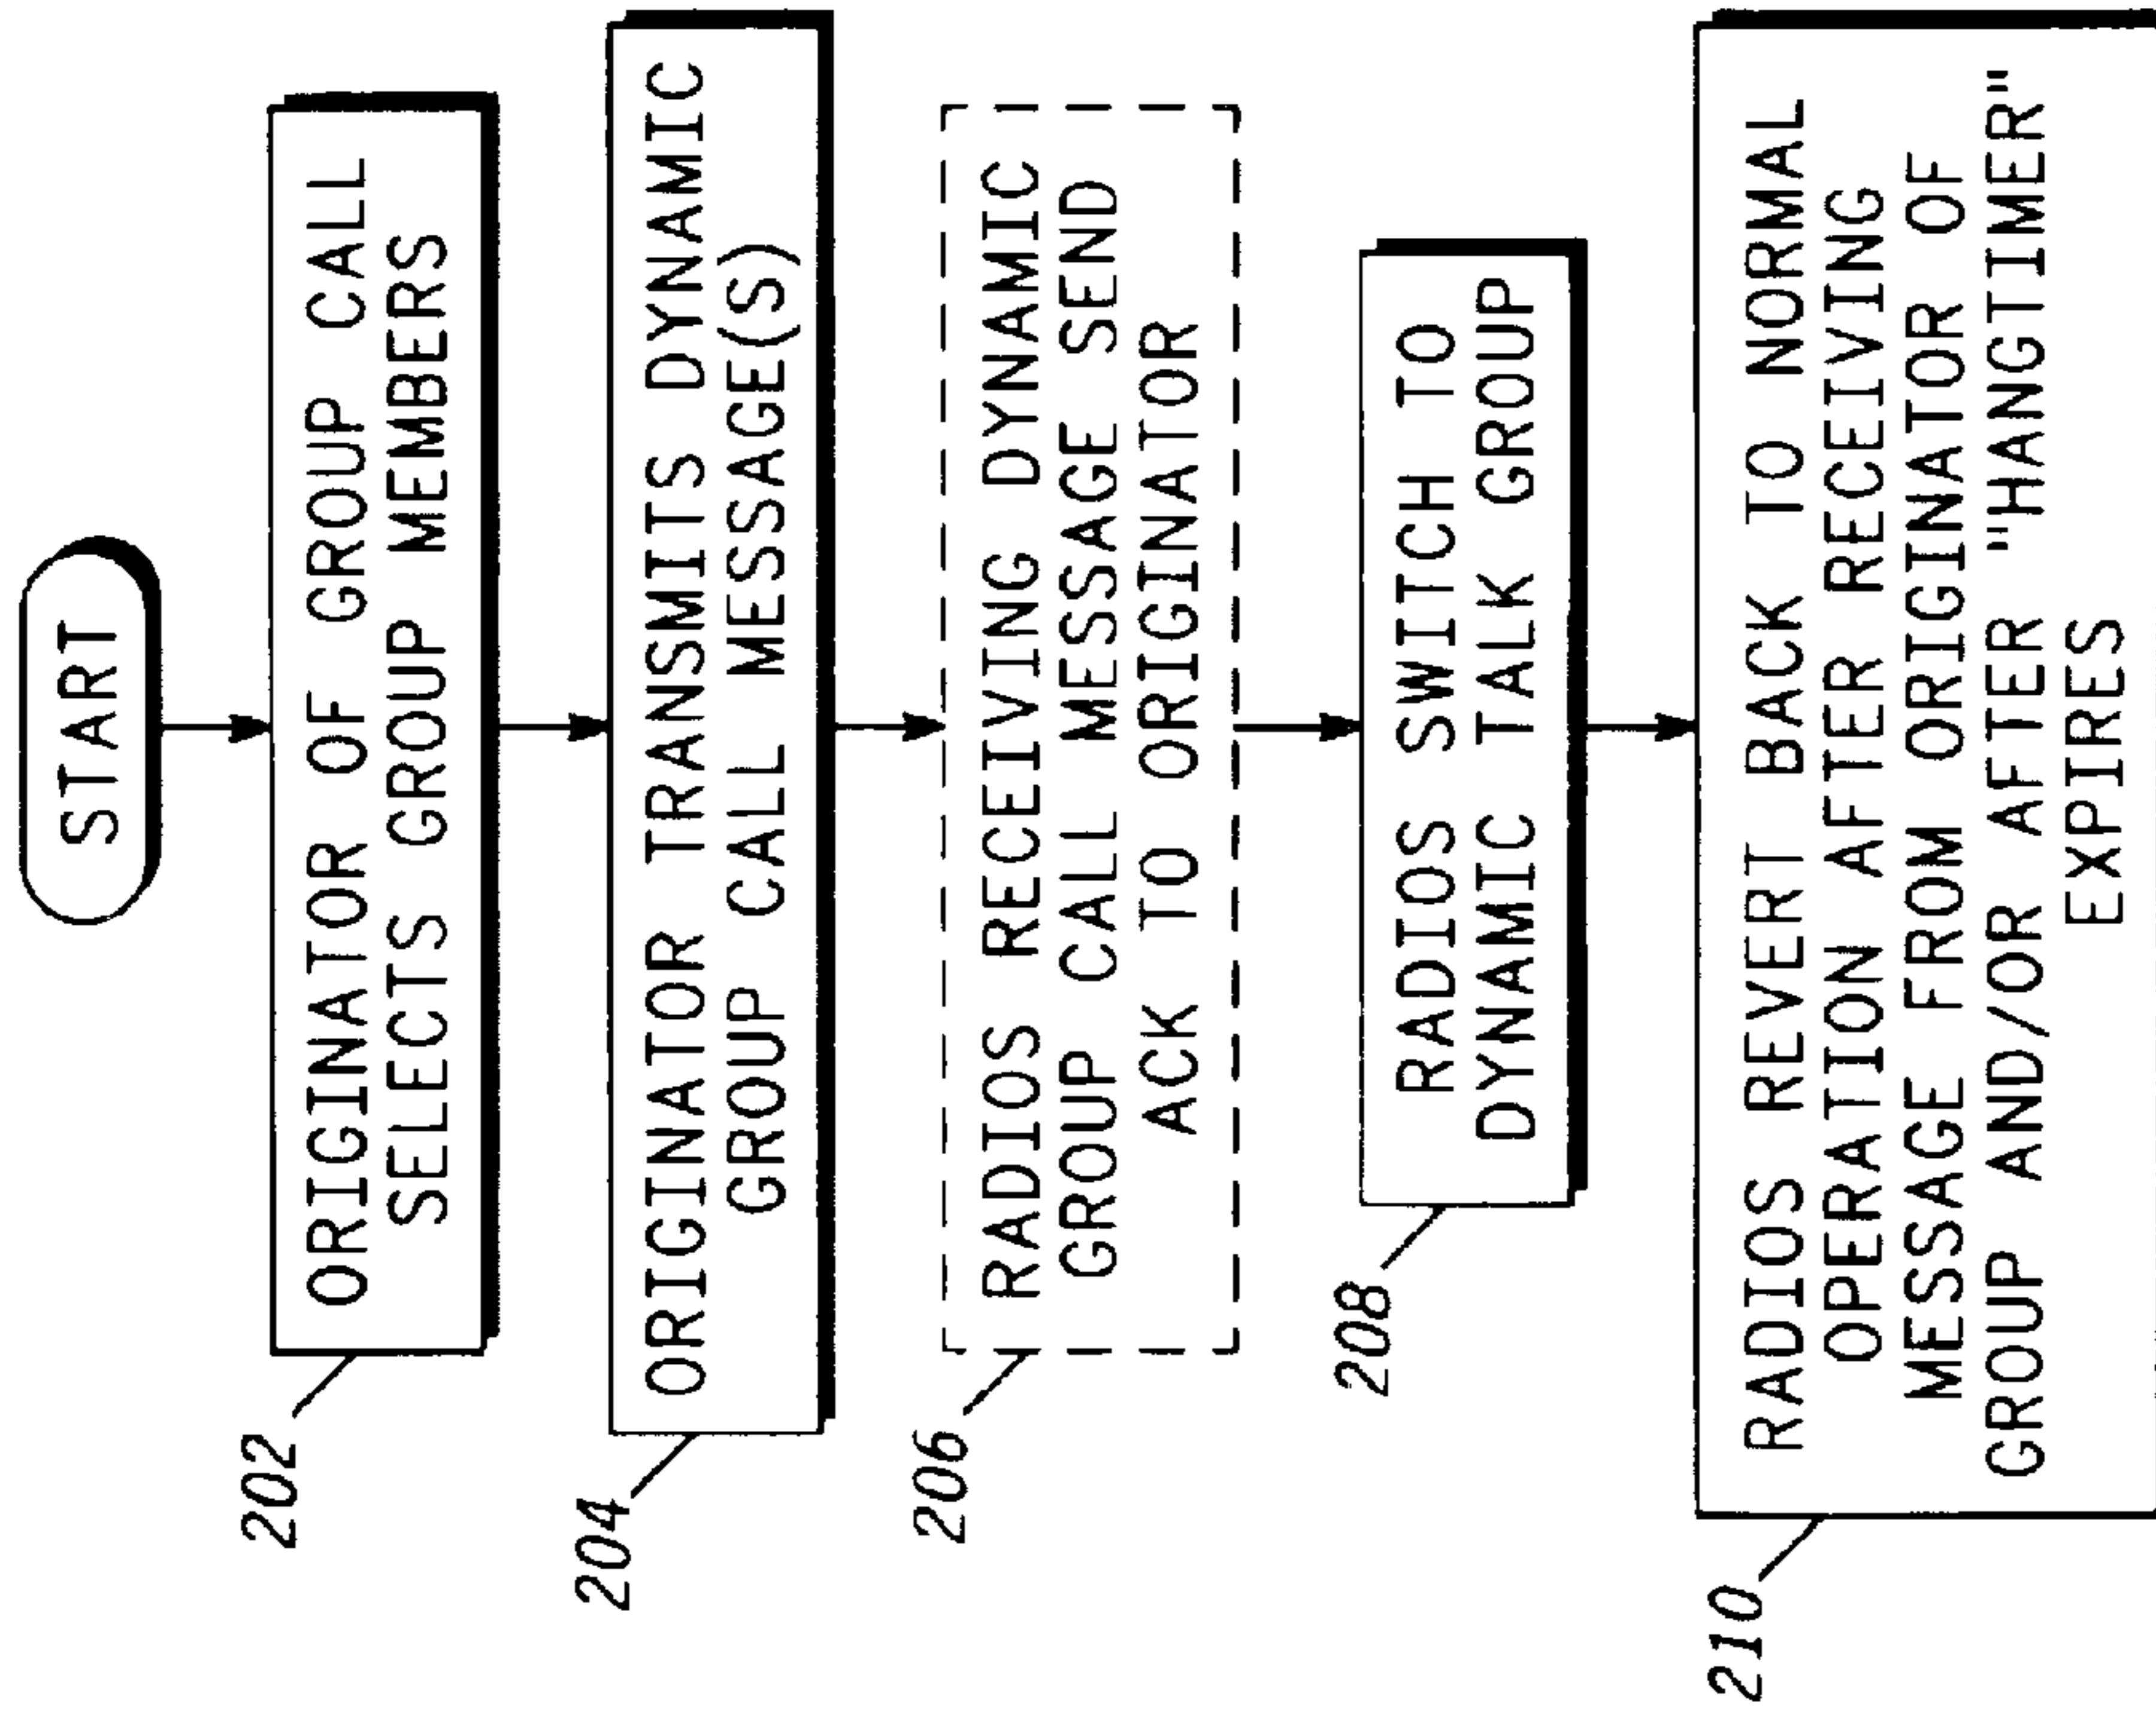 START
202
ORIGINATOR OF GROUP CALL
SELECTS GROUP MEMBERS
204
ORIGINATOR TRANSMITS DYNAMIC
GROUP CALL MESSAGE(S)
206
RADIOS RECEIVING DYNAMIC
GROUP CALL MESSAGE SEND
ACK TO ORIGINATOR
208
RADIOS SWITCH TO
DYNAMIC TALK GROUP
210
RADIOS REVERT BACK TO NORMAL
OPERATION AFTER RECEIVING
MESSAGE FROM ORIGINATOR OF
GROUP AND/OR AFTER "HANGTIMER"
EXPIRES